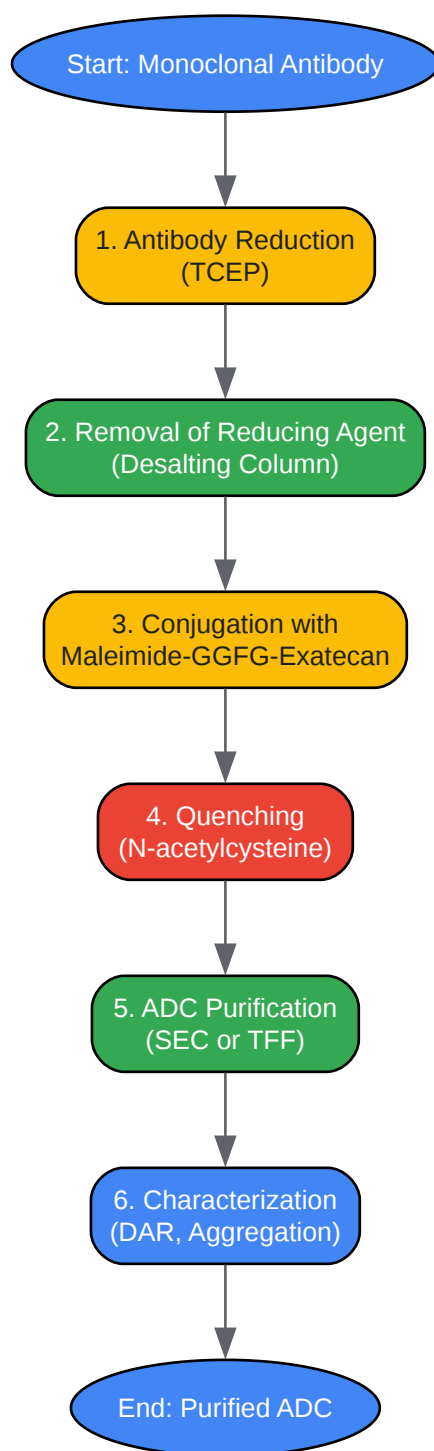 Start: Monoclonal Antibody
1. Antibody Reduction
(TCEP)
2. Removal of Reducing Agent
(Desalting Column)
3. Conjugation with
Maleimide-GGFG-Exatecan
4. Quenching
(N-acetylcysteine)
5. ADC Purification
(SEC or TFF)
6. Characterization
(DAR, Aggregation)
End: Purified ADC